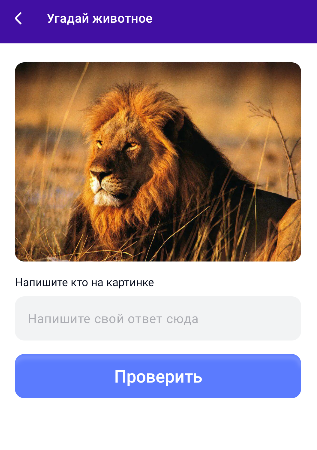 Угадай животное
Напишите кто на картинке
Напишите свой ответ сюда
Проверить